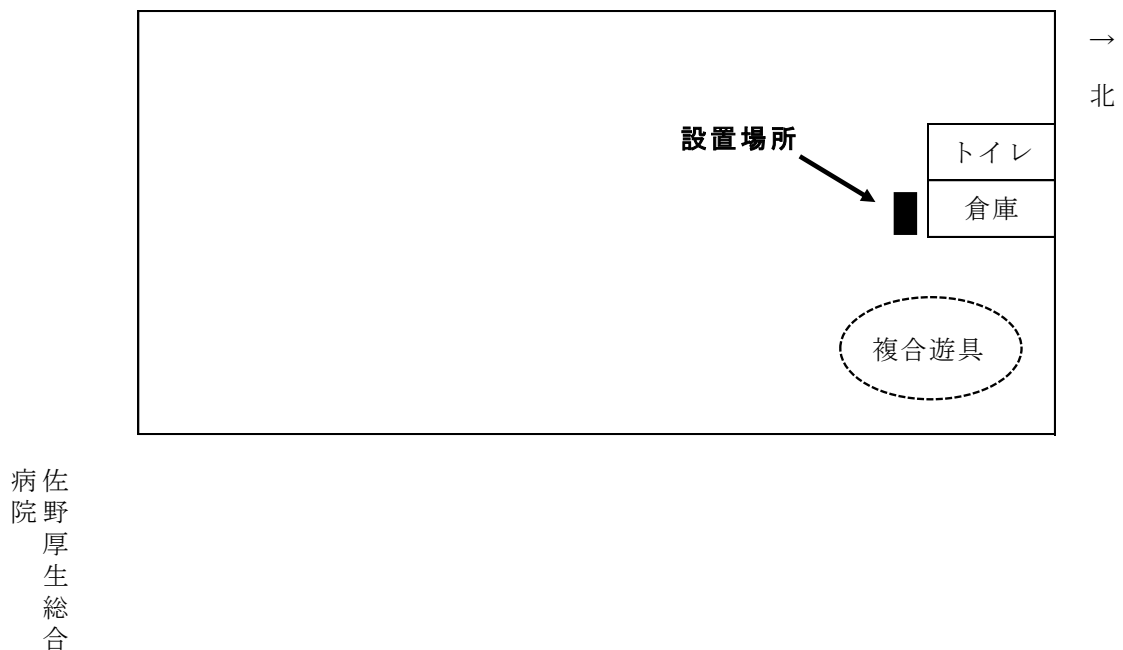 →
北
設置場所
トイレ
倉庫
複合遊具
佐野厚生総合
病院